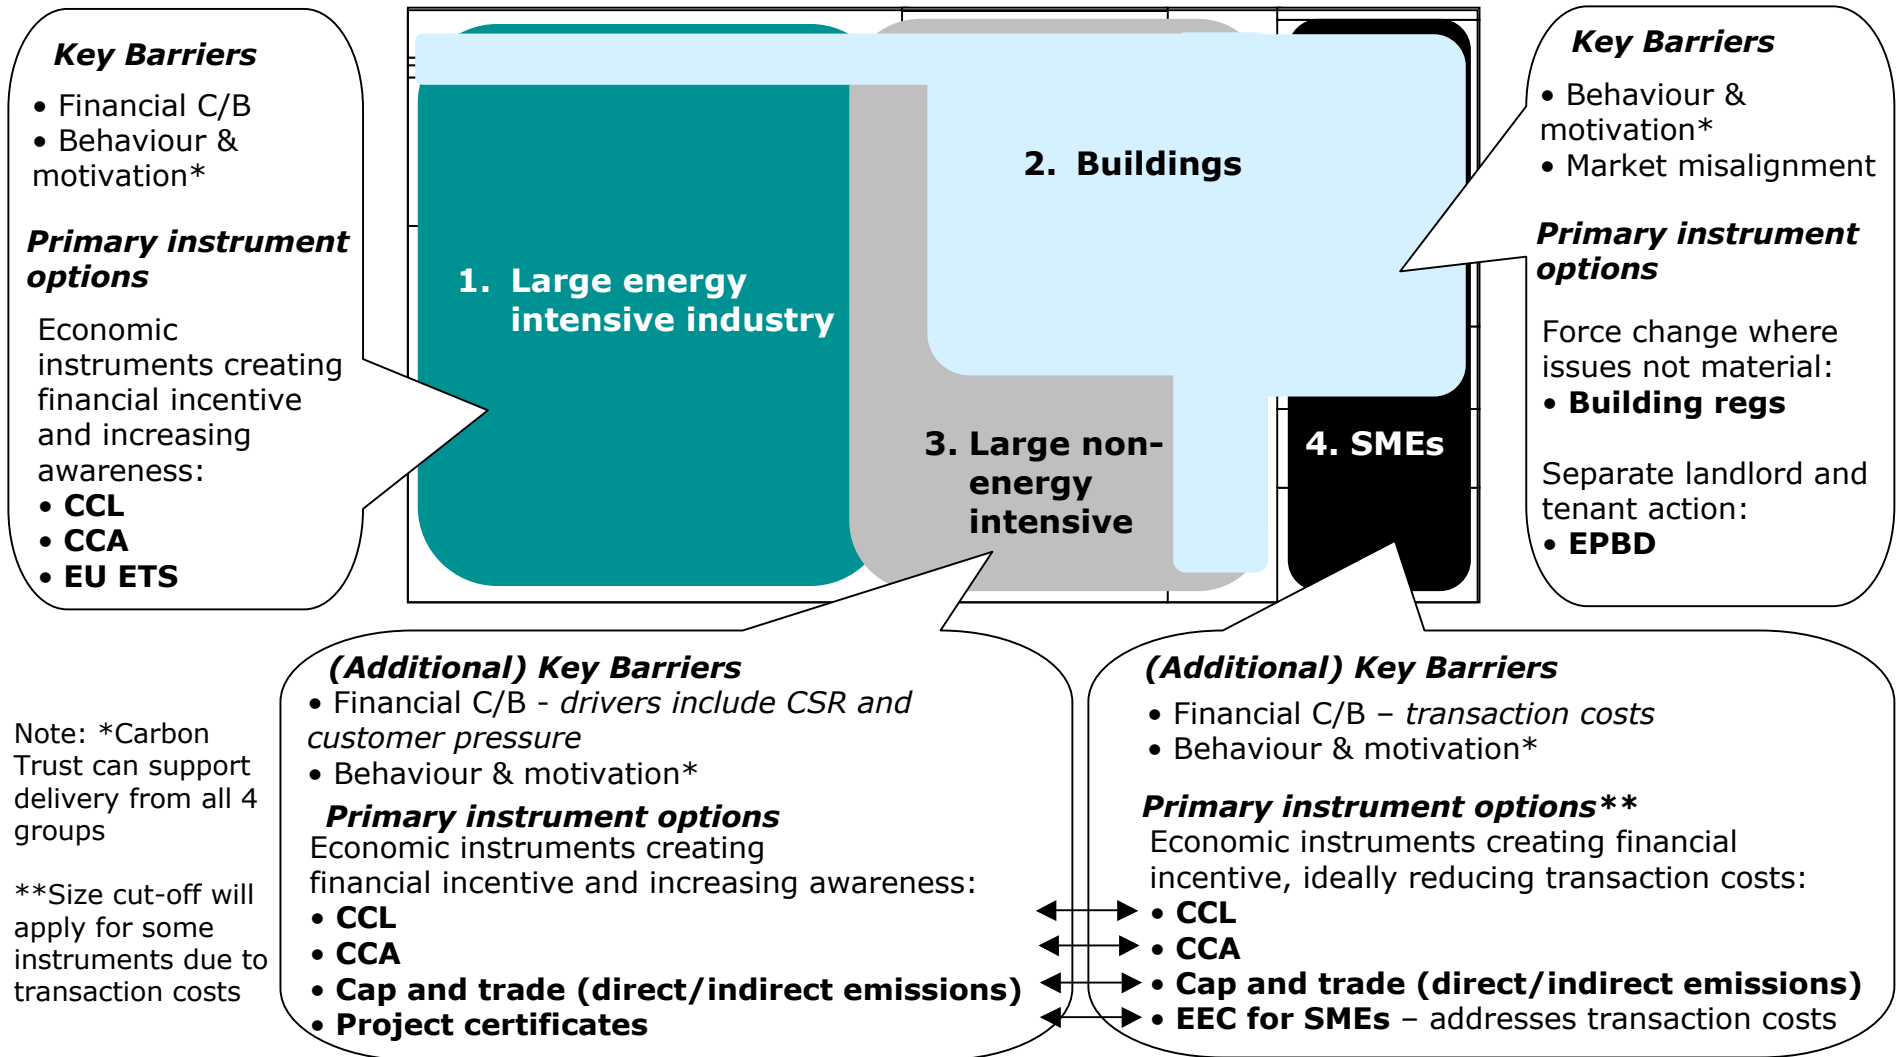 Key Barriers
• Financial C/B
• Behaviour &
motivation*
Primary instrument
options
Economic
instruments creating
financial incentive
and increasing
awareness:
• CCL
• CCA
• EU ETS
1. Large energy
intensive industry
2. Buildings
3. Large non-
energy
intensive
4. SMEs
Key Barriers
• Behaviour &
motivation*
• Market misalignment
Primary instrument
options
Force change where
issues not material:
• Building regs
Separate landlord and
tenant action:
• EPBD
Note: *Carbon
Trust can support
delivery from all 4
groups
**Size cut-off will
apply for some
instruments due to
transaction costs
(Additional) Key Barriers
• Financial C/B - drivers include CSR and
customer pressure
• Behaviour & motivation*
Primary instrument options
Economic instruments creating
financial incentive and increasing awareness:
• CCL
• CCA
• Cap and trade (direct/indirect emissions)
• Project certificates
(Additional) Key Barriers
• Financial C/B – transaction costs
• Behaviour & motivation*
Primary instrument options**
Economic instruments creating financial
incentive, ideally reducing transaction costs:
• CCL
• CCA
• Cap and trade (direct/indirect emissions)
• EEC for SMEs – addresses transaction costs